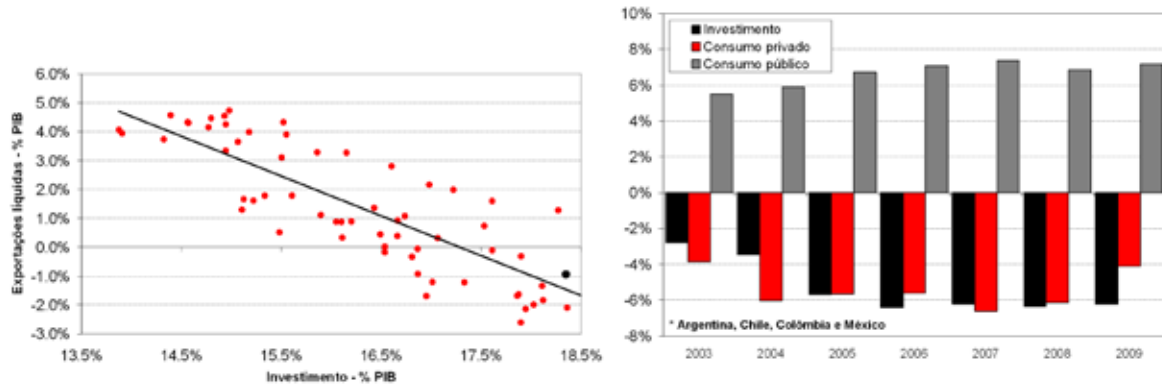 Exportações líquidas - % PIB
6.0%
5.0%
4.0%
3.0%
2.0%
1.0%
0.0%
-1.0%
-2.0%
-3.0%
13.5% 14.5% 15.5% 16.5% 17.5% 18.5%
Investimento - % PIB
10%
8%
6%
4%
2%
0%
-2%
-4%
-6%
-8%
Investimento
Consumo privado
Consumo público
* Argentina, Chile, Colômbia e México
2003 2004 2005 2006 2007 2008 2009